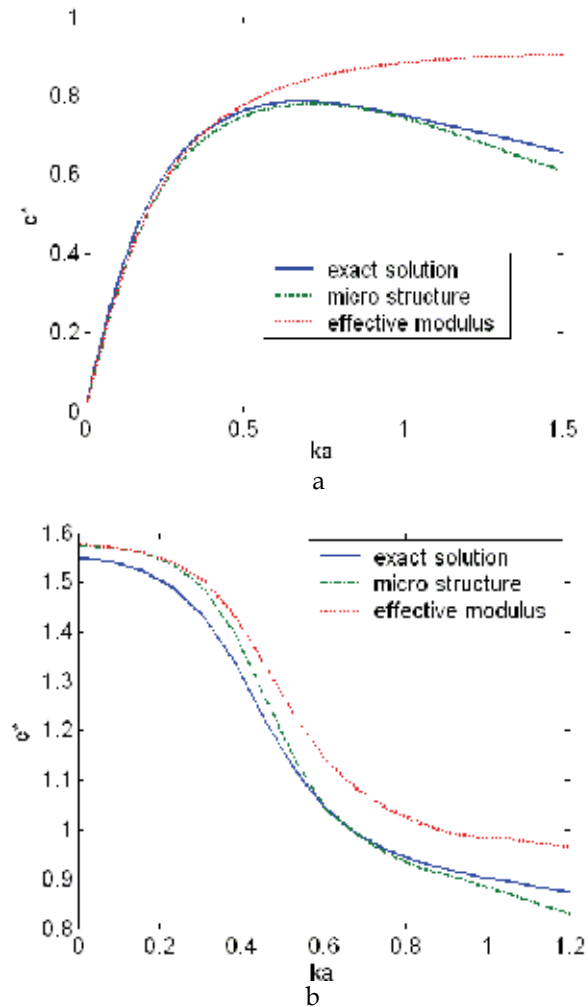 1
0.8
0.6
0.4
0.2
0
c*
exact solution
micro structure
effective modulus
0
0.5
1
1.5
ka
a
1.6
1.5
1.4
1.3
1.2
1.1
1
0.9
0.8
c*
exact solution
micro structure
effective modulus
0
0.2
0.4
0.6
0.8
1
1.2
ka
b